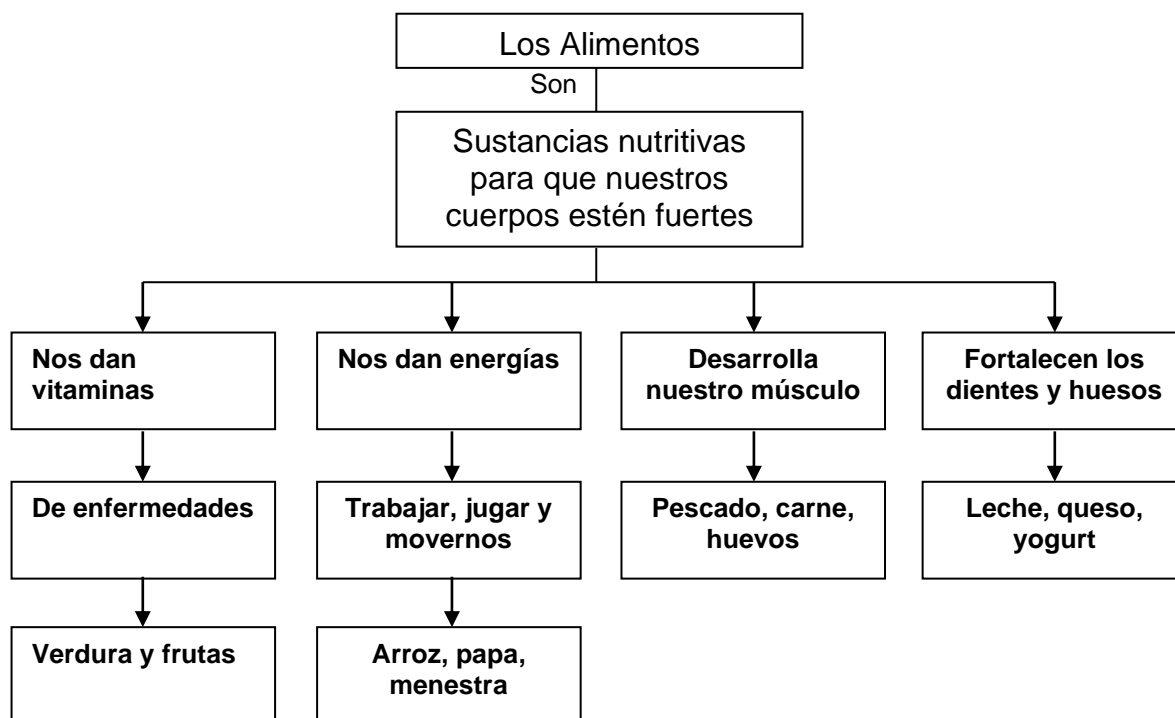 Los Alimentos
Son
Sustancias nutritivas
para que nuestros
cuerpos estén fuertes
Nos dan
vitaminas
Nos dan energías
Desarrolla
nuestro músculo
Fortalecen los
dientes y huesos
De enfermedades
Trabajar, jugar y
movernos
Pescado, carne,
huevos
Leche, queso,
yogurt
Verdura y frutas
Arroz, papa,
menestra